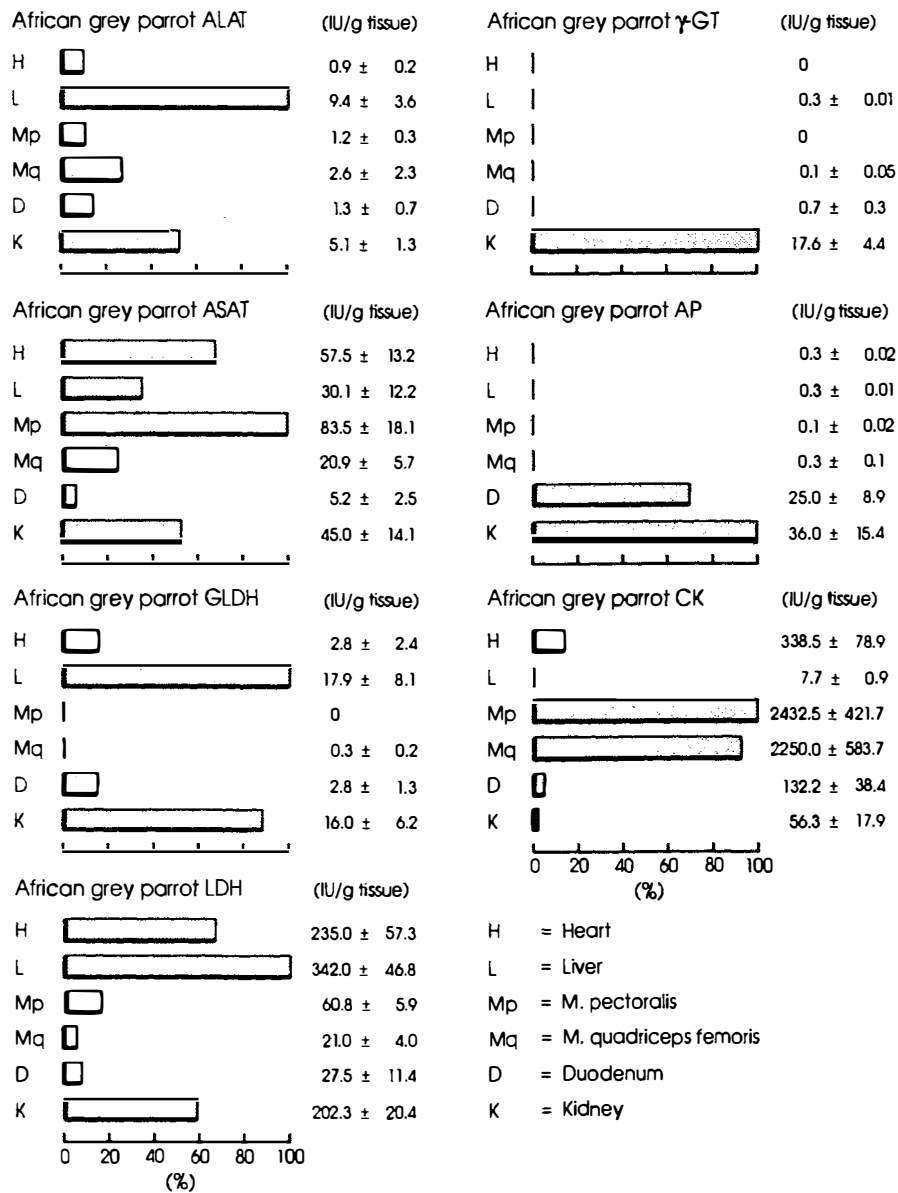 African grey parrot ALAT (IU/g tissue)
H 0.9 ± 0.2
L 9.4 ± 3.6
Mp 1.2 ± 0.3
Mq 2.6 ± 2.3
D 1.3 ± 0.7
K 5.1 ± 1.3
African grey parrot ASAT (IU/g tissue)
H 57.5 ± 13.2
L 30.1 ± 12.2
Mp 83.5 ± 18.1
Mq 20.9 ± 5.7
D 5.2 ± 2.5
K 45.0 ± 14.1
African grey parrot GLDH (IU/g tissue)
H 2.8 ± 2.4
L 17.9 ± 8.1
Mp 0
Mq 0.3 ± 0.2
D 2.8 ± 1.3
K 16.0 ± 6.2
African grey parrot LDH (IU/g tissue)
H 235.0 ± 57.3
L 342.0 ± 46.8
Mp 60.8 ± 5.9
Mq 21.0 ± 4.0
D 27.5 ± 11.4
K 202.3 ± 20.4
0 20 40 60 80 100
(%)
African grey parrot γ-GT (IU/g tissue)
H 0
L 0.3 ± 0.01
Mp 0
Mq 0.1 ± 0.05
D 0.7 ± 0.3
K 17.6 ± 4.4
African grey parrot AP (IU/g tissue)
H 0.3 ± 0.02
L 0.3 ± 0.01
Mp 0.1 ± 0.02
Mq 0.3 ± 0.1
D 25.0 ± 8.9
K 36.0 ± 15.4
African grey parrot CK (IU/g tissue)
H 338.5 ± 78.9
L 7.7 ± 0.9
Mp 2432.5 ± 421.7
Mq 2250.0 ± 583.7
D 132.2 ± 38.4
K 56.3 ± 17.9
0 20 40 60 80 100
(%)
H = Heart
L = Liver
Mp = M. pectoralis
Mq = M. quadriceps femoris
D = Duodenum
K = Kidney